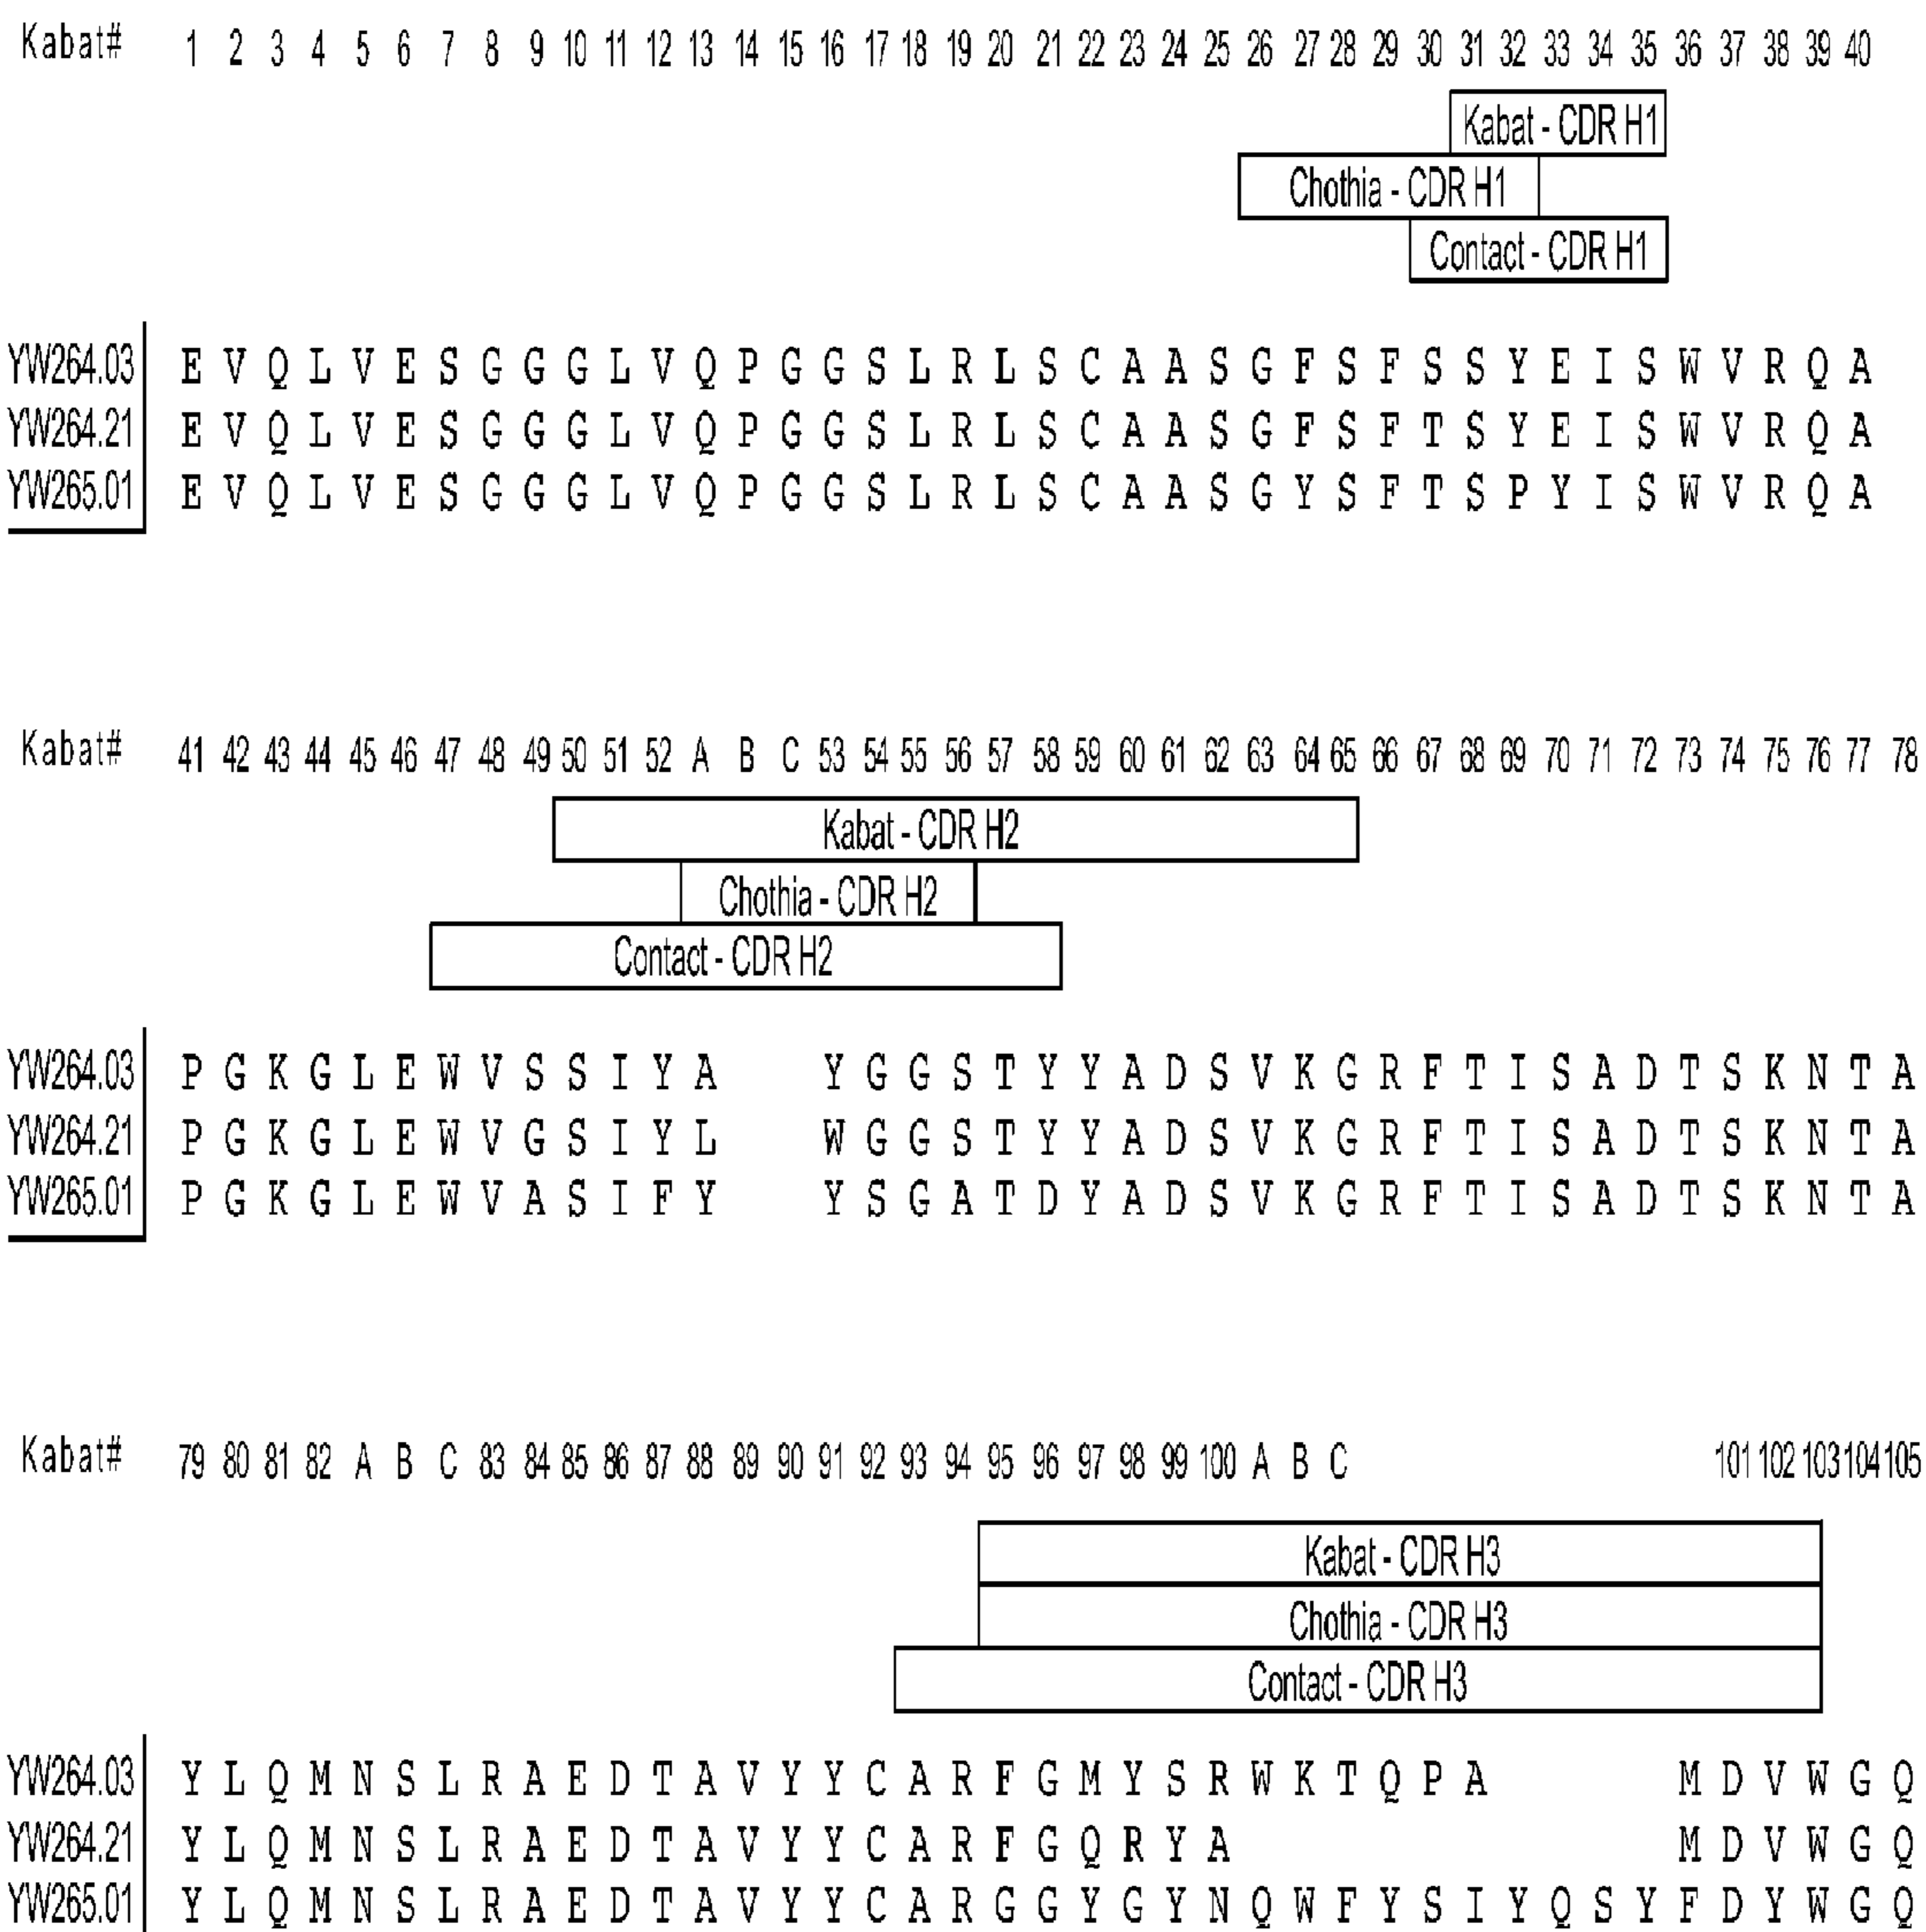 Kabat# 1 2 3 4 5 6 7 8 9 10 11 12 13 14 15 16 17 18 19 20 21 22 23 24 25 26 27 28 29 30 31 32 33 34 35 36 37 38 39 40
Kabat - CDR H1
Chothia - CDR H1
Contact - CDR H1
YW264.03 E V Q L V E S G G G L V Q P G G S L R L S C A A S G F S F S S Y E I S W V R Q A
YW264.21 E V Q L V E S G G G L V Q P G G S L R L S C A A S G F S F T S Y E I S W V R Q A
YW265.01 E V Q L V E S G G G L V Q P G G S L R L S C A A S G Y S F T S P Y I S W V R Q A
Kabat# 41 42 43 44 45 46 47 48 49 50 51 52 A B C 53 54 55 56 57 58 59 60 61 62 63 64 65 66 67 68 69 70 71 72 73 74 75 76 77 78
Kabat - CDR H2
Chothia - CDR H2
Contact - CDR H2
YW264.03 P G K G L E W V S S I Y A Y G G S T Y Y A D S V K G R F T I S A D T S K N T A
YW264.21 P G K G L E W V G S I Y L W G G S T Y Y A D S V K G R F T I S A D T S K N T A
YW265.01 P G K G L E W V A S I F Y Y S G A T D Y A D S V K G R F T I S A D T S K N T A
Kabat# 79 80 81 82 A B C 83 84 85 86 87 88 89 90 91 92 93 94 95 96 97 98 99 100 A B C 101 102 103 104 105
Kabat - CDR H3
Chothia - CDR H3
Contact - CDR H3
YW264.03 Y L Q M N S L R A E D T A V Y Y C A R F G M Y S R W K T Q P A M D V W G Q
YW264.21 Y L Q M N S L R A E D T A V Y Y C A R F G Q R Y A M D V W G Q
YW265.01 Y L Q M N S L R A E D T A V Y Y C A R G G Y G Y N Q W F Y S I Y Q S Y F D Y W G Q